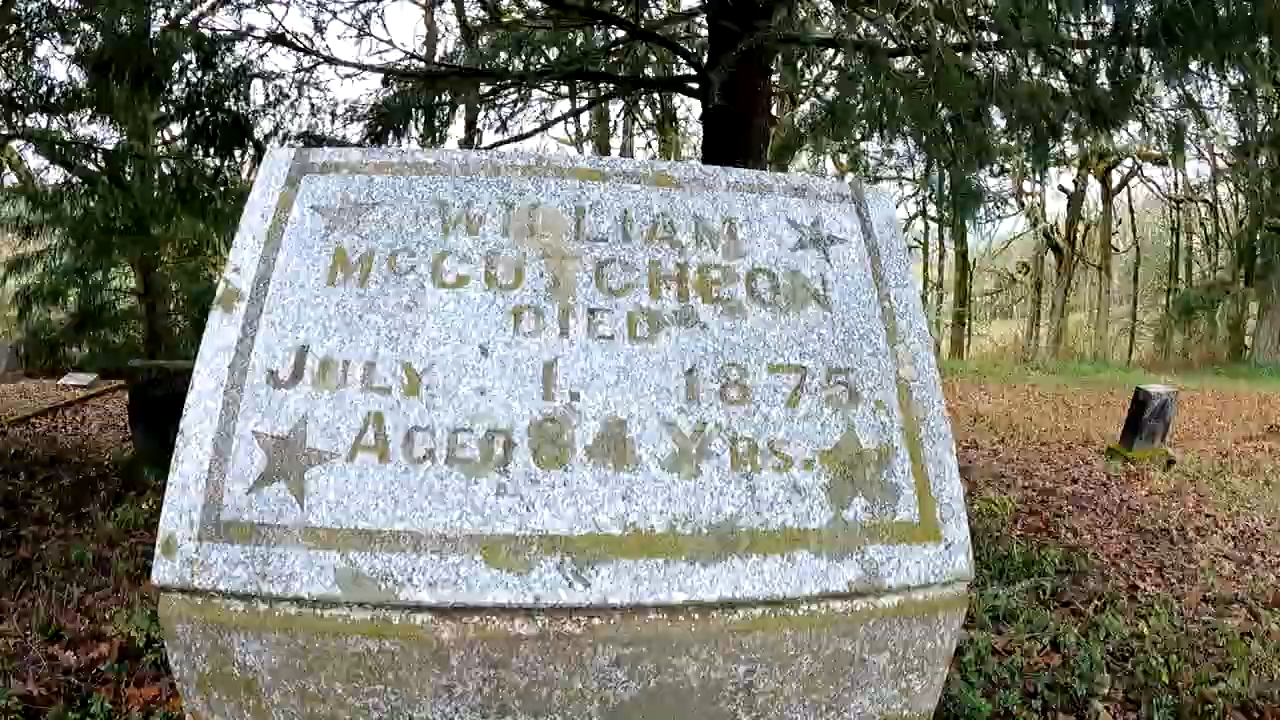 WILLIAM
McCUTCHEON
DIED
JULY 1. 1875.
AGED 84 YRS.